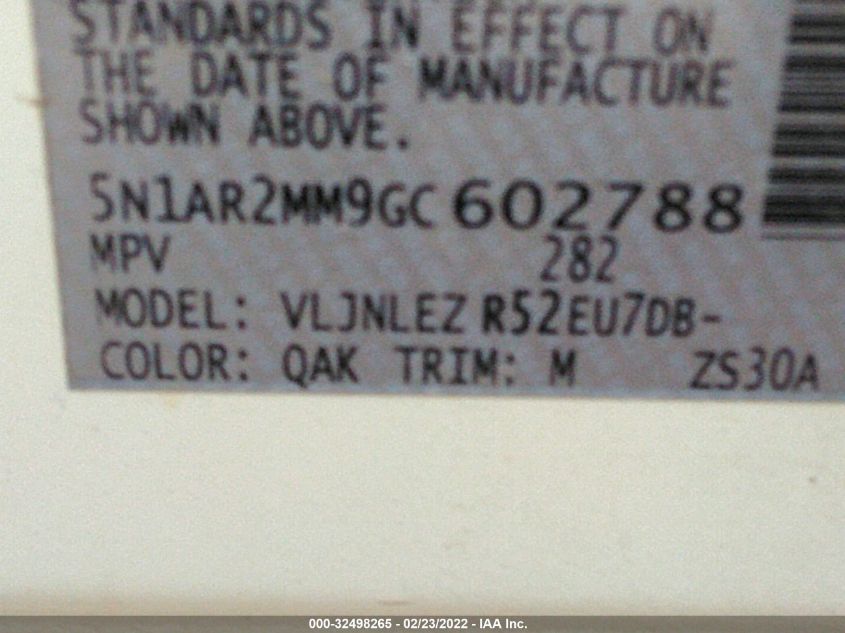 STANDARDS IN EFFECT ON
THE DATE OF MANUFACTURE
SHOWN ABOVE.
5N1AR2MM9GC602788
MPV 282
MODEL: VLJNLEZ R52EU7DB-
COLOR: QAK TRIM: M ZS30A
000-32498265 - 02/23/2022 - IAA Inc.